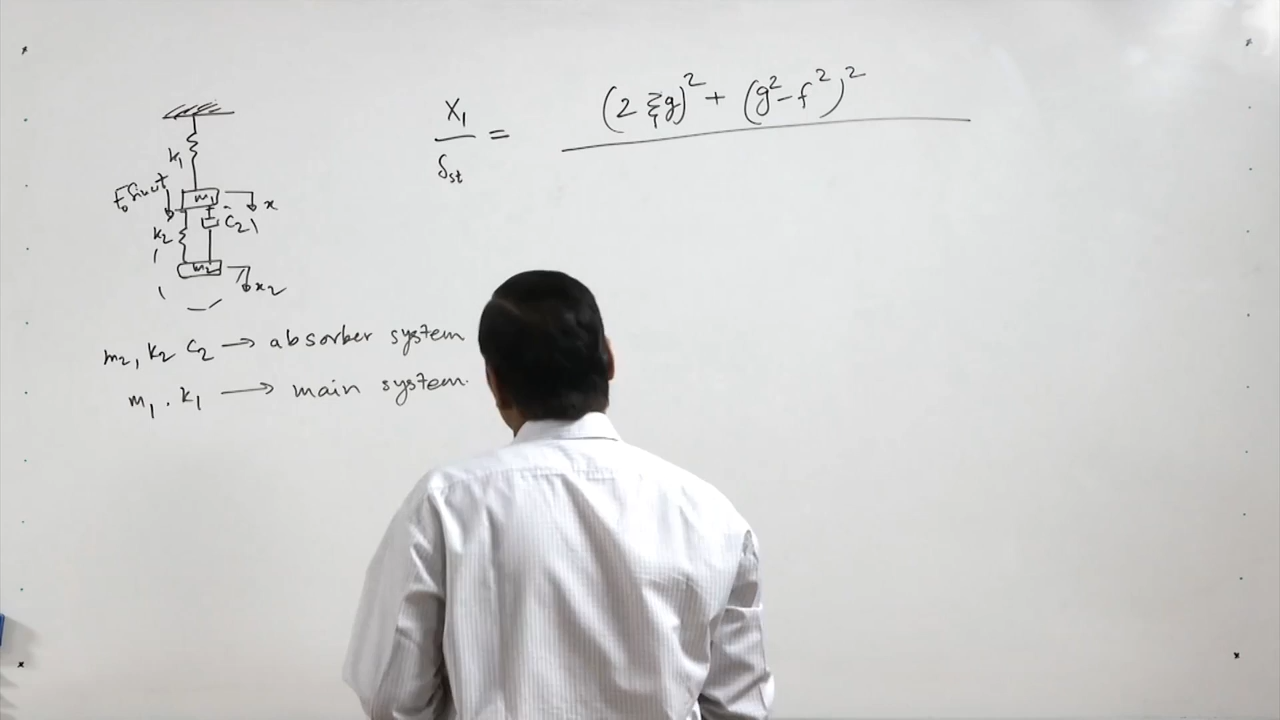 k₁
F₀ Sin ωt
m₁
x
k₂
c₂
m₂
x₂
m₂, k₂ c₂ → absorber system
m₁ . k₁ → main system.
X₁ / δst = (2 ξ g)² + (g² - f²)²